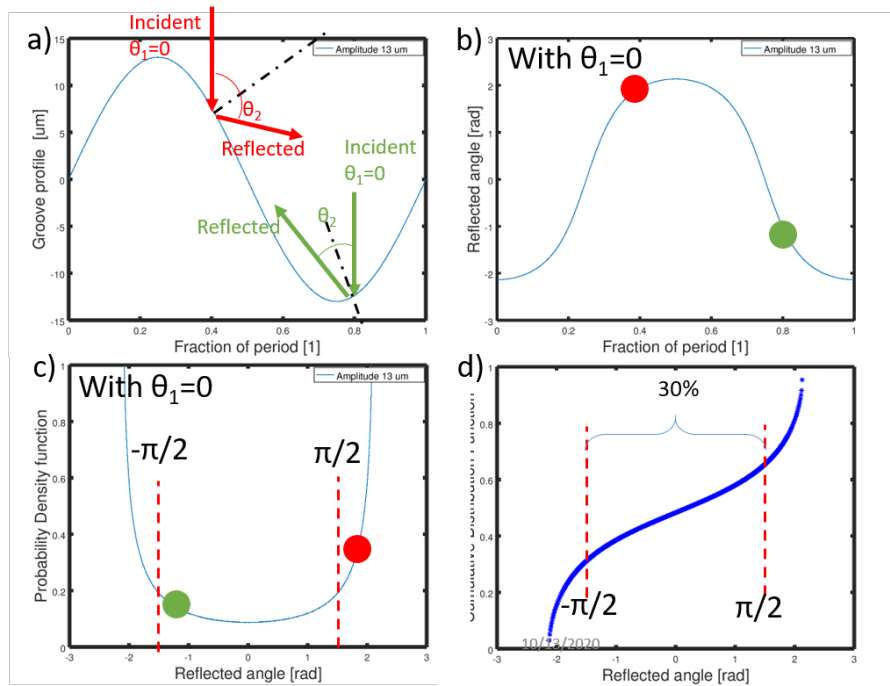 a)
Incident
θ1=0
Amplitude 13 um
θ2
Reflected
Incident
θ1=0
θ2
Reflected
Groove profile [um]
15
10
5
0
-5
-10
-15
0 0.2 0.4 0.6 0.8 1
Fraction of period [1]
b)
With θ1=0
Amplitude 13 um
Reflected angle [rad]
3
2
1
0
-1
-2
-3
0 0.2 0.4 0.6 0.8 1
Fraction of period [1]
c)
With θ1=0
Amplitude 13 um
-π/2
π/2
Probability Density function
1
0.8
0.6
0.4
0.2
0
-3 -2 -1 0 1 2 3
Reflected angle [rad]
d)
30%
Cumulative Distribution Function
1
0.8
0.6
0.4
0.2
0
-π/2
π/2
10/13/2020
-3 -2 -1 0 1 2 3
Reflected angle [rad]